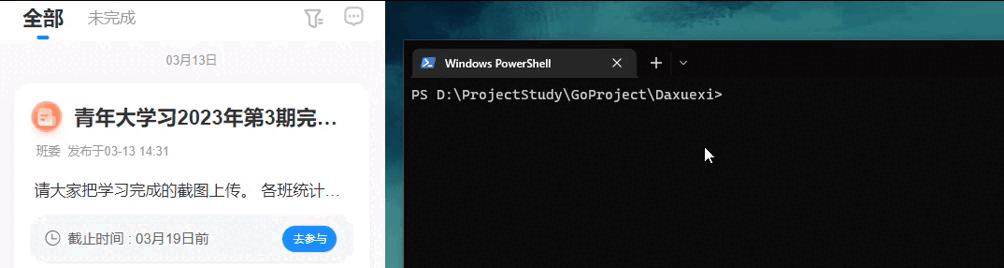 全部 未完成
03月13日
青年大学习2023年第3期完...
班委 发布于03-13 14:31
请大家把学习完成的截图上传。 各班统计...
截止时间 : 03月19日前 去参与
Windows PowerShell
PS D:\ProjectStudy\GoProject\Daxuexi>